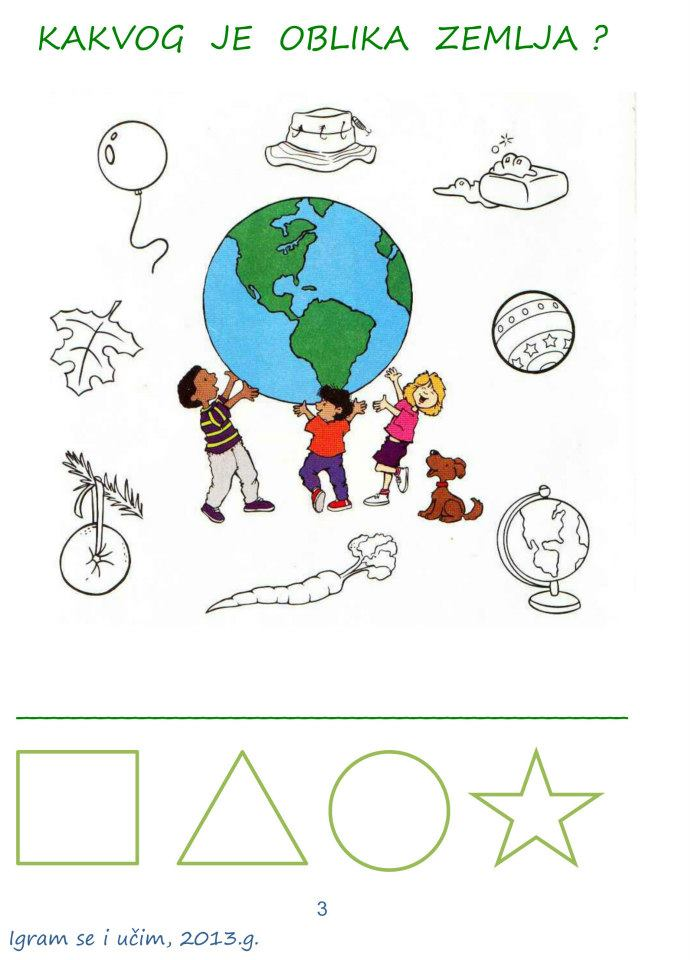 KAKVOG JE OBLIKA ZEMLJA ?
3
Igram se i učim, 2013.g.